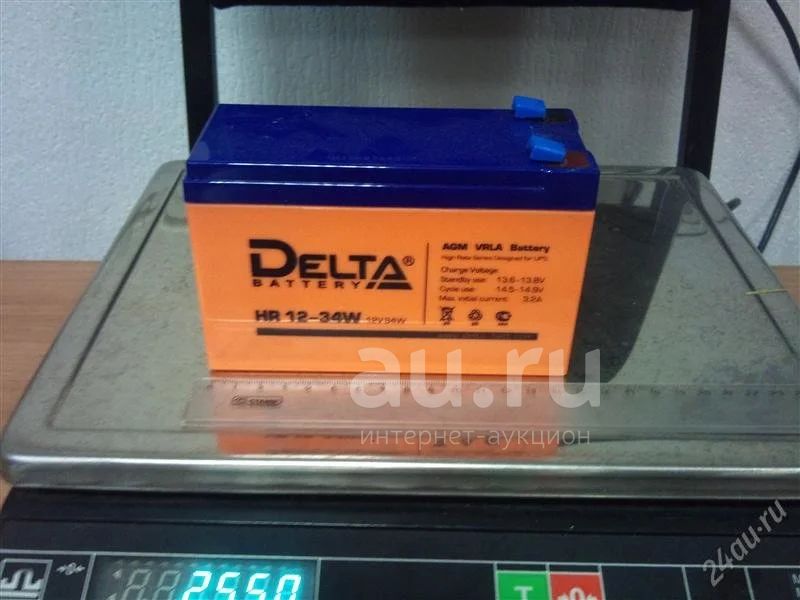 DELTA®
BATTERY
HR 12-34W 12V34W
AGM VRLA Battery
High Rate Series Designed for UPS
Charge Voltage:
Standby use: 13.6-13.8V
Cycle use: 14.5-14.9V
Max. initial current: 3.2A
au.ru
интернет-аукцион
2550
T
24au.ru